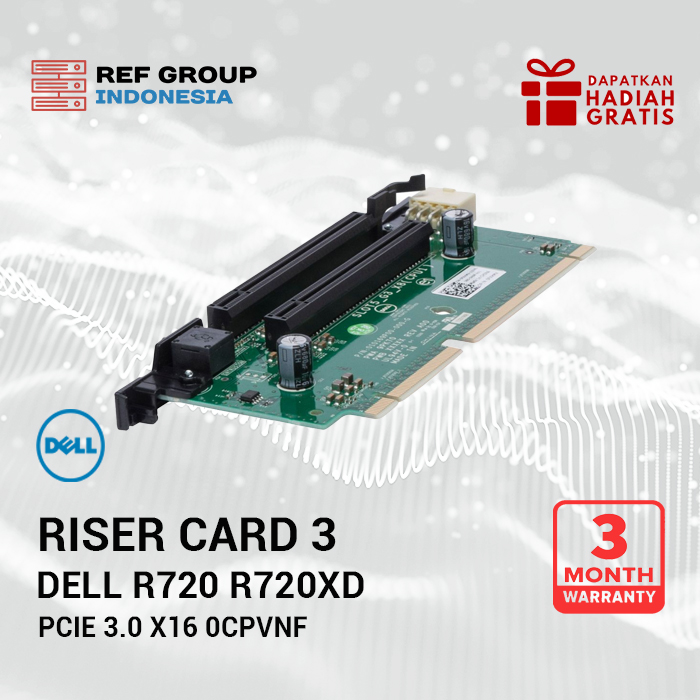 REF GROUP
INDONESIA
DAPATKAN
HADIAH
GRATIS
DELL
RISER CARD 3
DELL R720 R720XD
PCIE 3.0 X16 0CPVNF
3
MONTH
WARRANTY